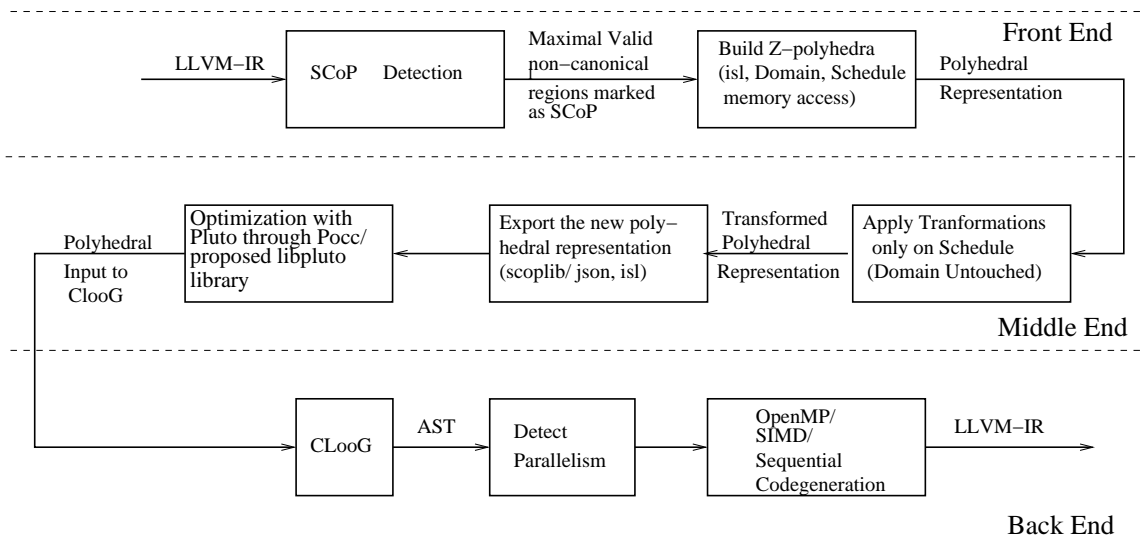 Front End
LLVM−IR
SCoP Detection
Maximal Valid
non−canonical
regions marked
as SCoP
Build Z−polyhedra
(isl, Domain, Schedule
memory access)
Polyhedral
Representation
Polyhedral
Input to
ClooG
Optimization with
Pluto through Pocc/
proposed libpluto
library
Export the new poly−
hedral representation
(scoplib/ json, isl)
Transformed
Polyhedral
Representation
Apply Tranformations
only on Schedule
(Domain Untouched)
Middle End
CLooG
AST
Detect
Parallelism
OpenMP/
SIMD/
Sequential
Codegeneration
LLVM−IR
Back End